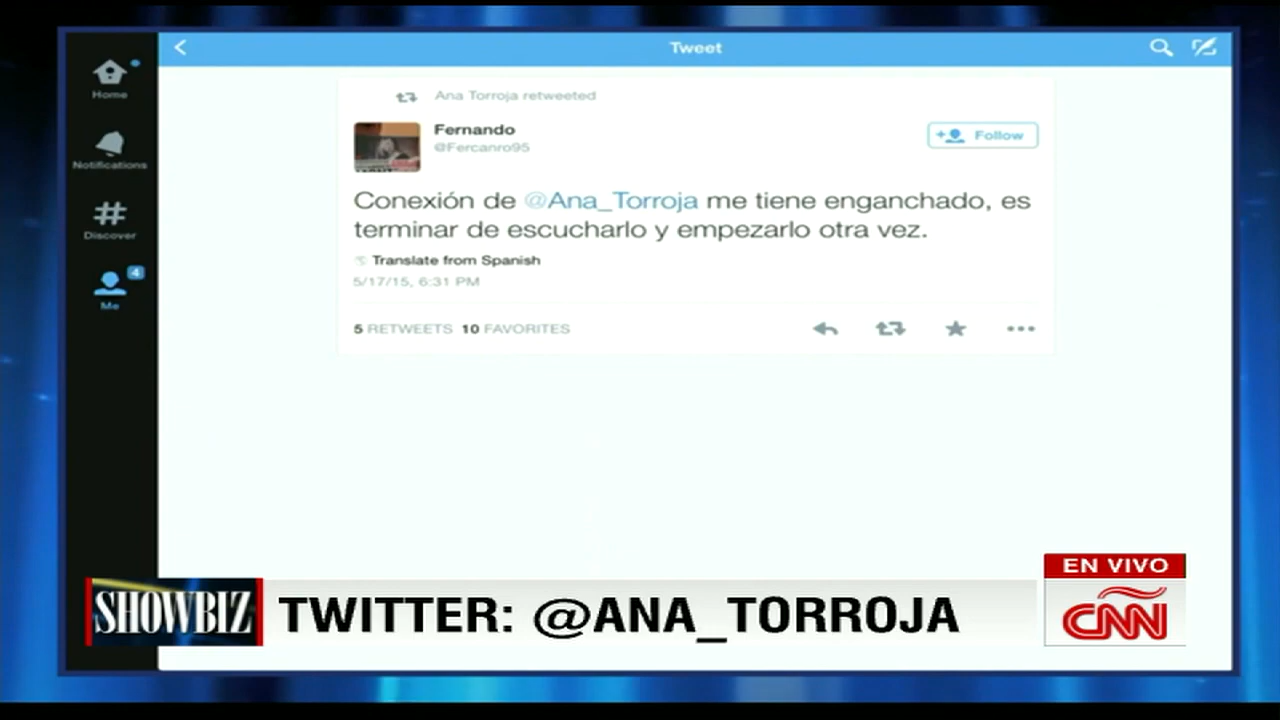 Tweet
Home
Notifications
Discover
4
Me
Ana Torroja retweeted
Fernando
@Fercanro95
Follow
Conexión de @Ana_Torroja me tiene enganchado, es
terminar de escucharlo y empezarlo otra vez.
Translate from Spanish
5/17/15, 6:31 PM
5 RETWEETS 10 FAVORITES
EN VIVO
SHOWBIZ
TWITTER: @ANA_TORROJA
CNN